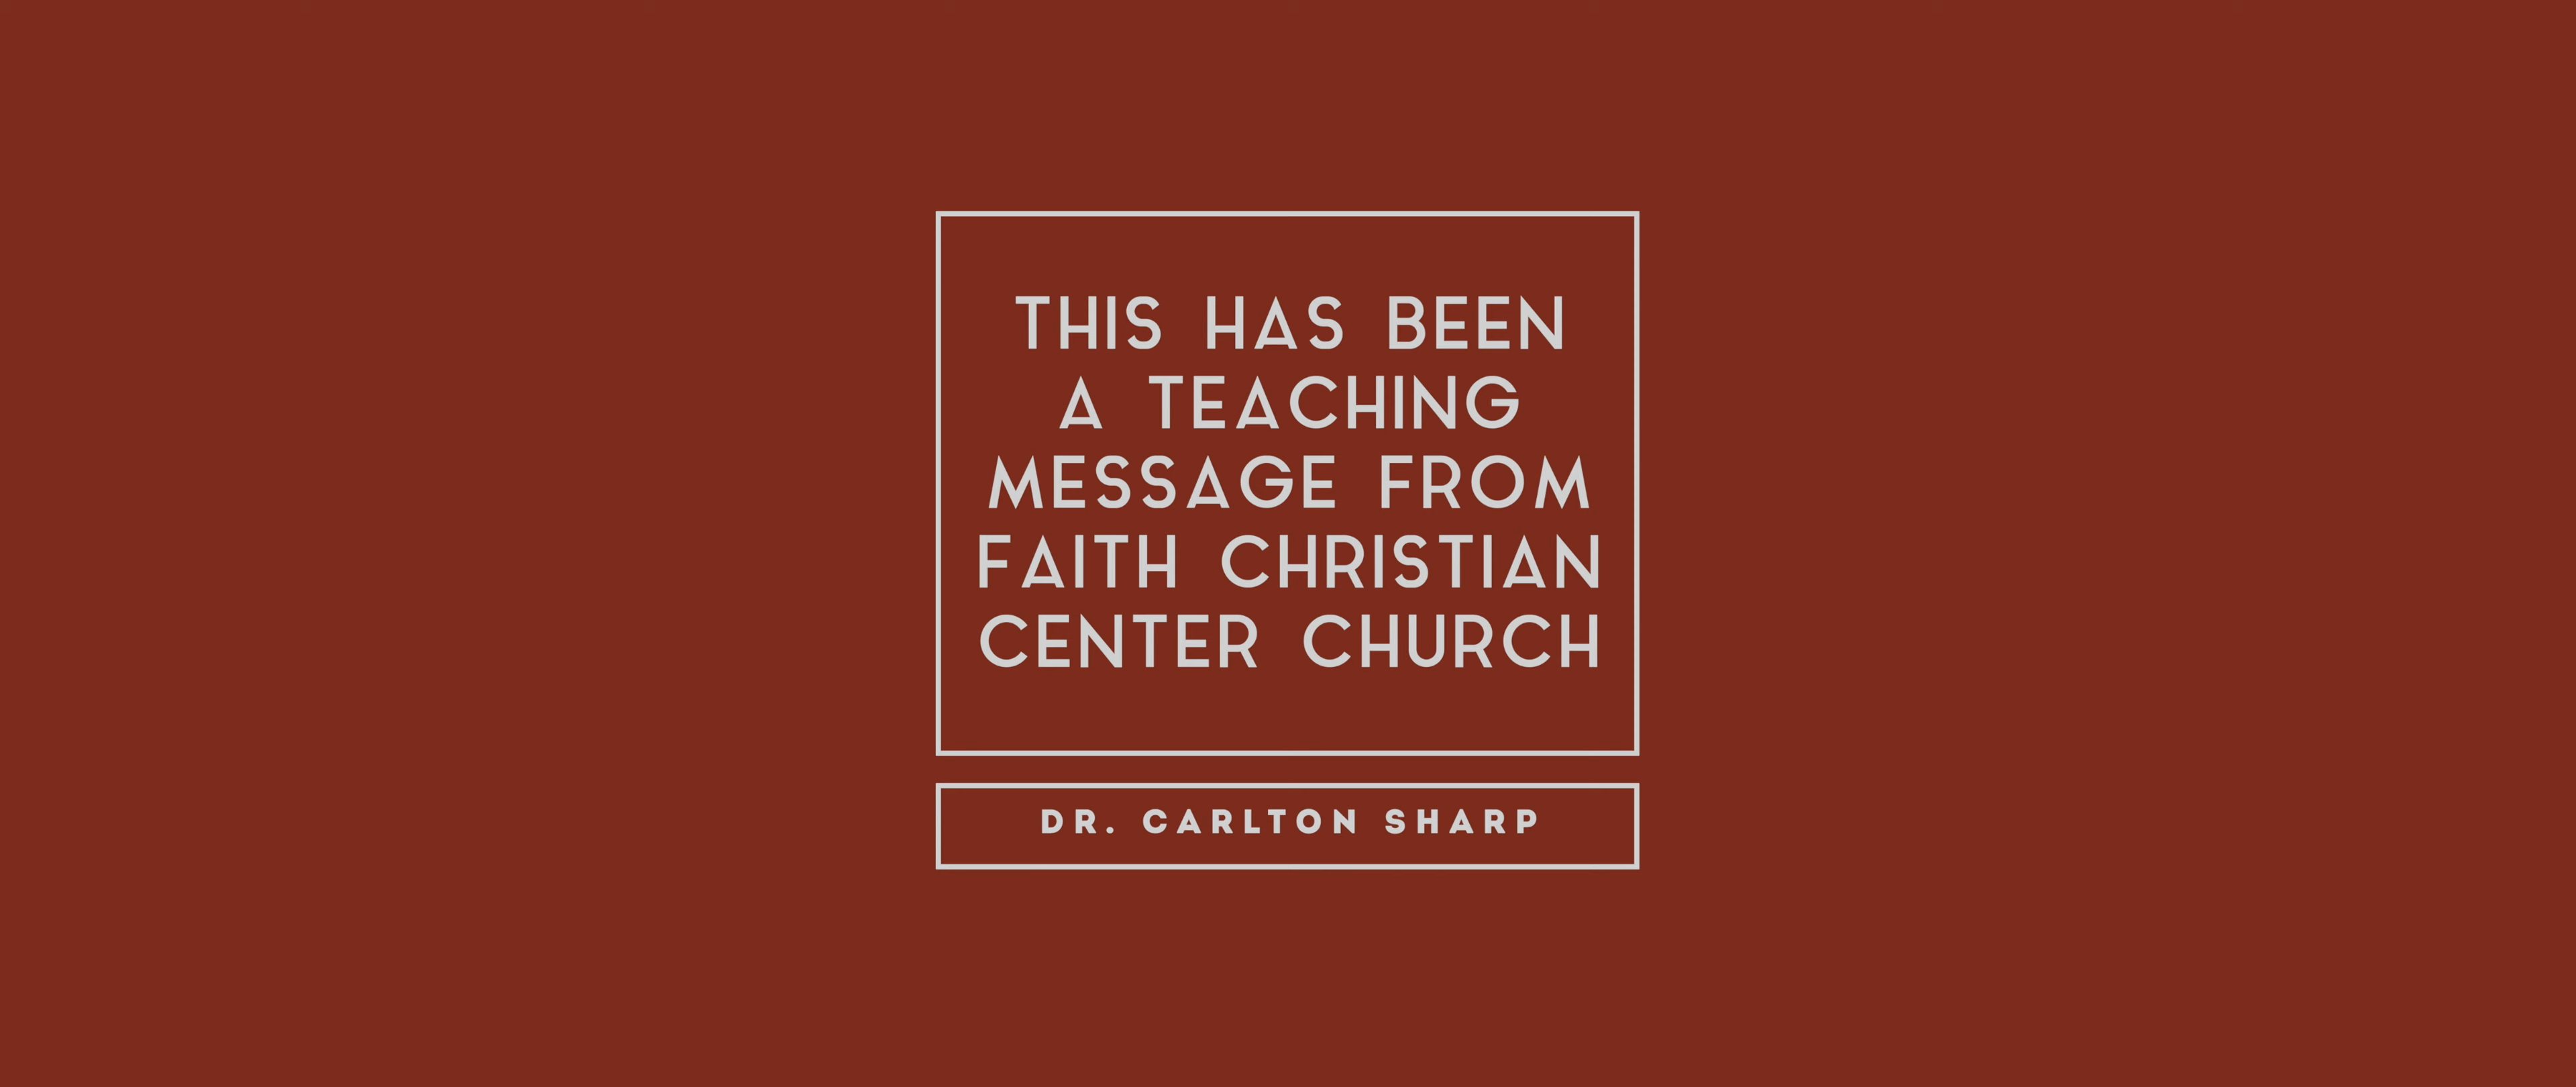 THIS HAS BEEN
A TEACHING
MESSAGE FROM
FAITH CHRISTIAN
CENTER CHURCH
DR. CARLTON SHARP